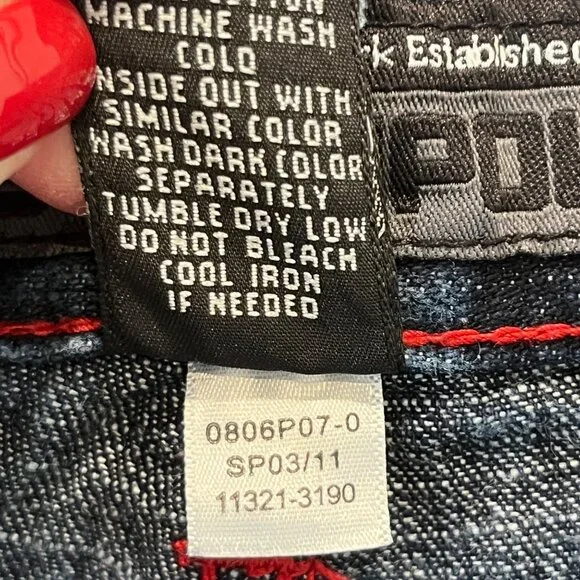 MACHINE WASH
COLD
INSIDE OUT WITH
SIMILAR COLOR
WASH DARK COLOR
SEPARATELY
TUMBLE DRY LOW
DO NOT BLEACH
COOL IRON
IF NEEDED
Established
0806P07-0
SP03/11
11321-3190